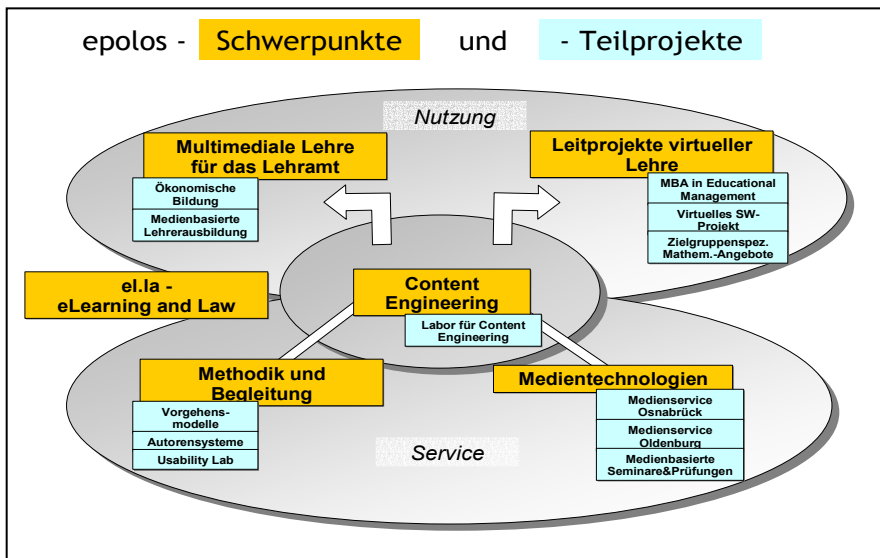 epolos - Schwerpunkte und - Teilprojekte
Nutzung
Multimediale Lehre
für das Lehramt
Ökonomische
Bildung
Medienbasierte
Lehrerausbildung
Leitprojekte virtueller
Lehre
MBA in Educational
Management
Virtuelles SW-
Projekt
Zielgruppenspez.
Mathem.-Angebote
el.la -
eLearning and Law
Content
Engineering
Labor für Content
Engineering
Methodik und
Begleitung
Vorgehens-
modelle
Autorensysteme
Usability Lab
Medientechnologien
Medienservice
Osnabrück
Medienservice
Oldenburg
Medienbasierte
Seminare&Prüfungen
Service